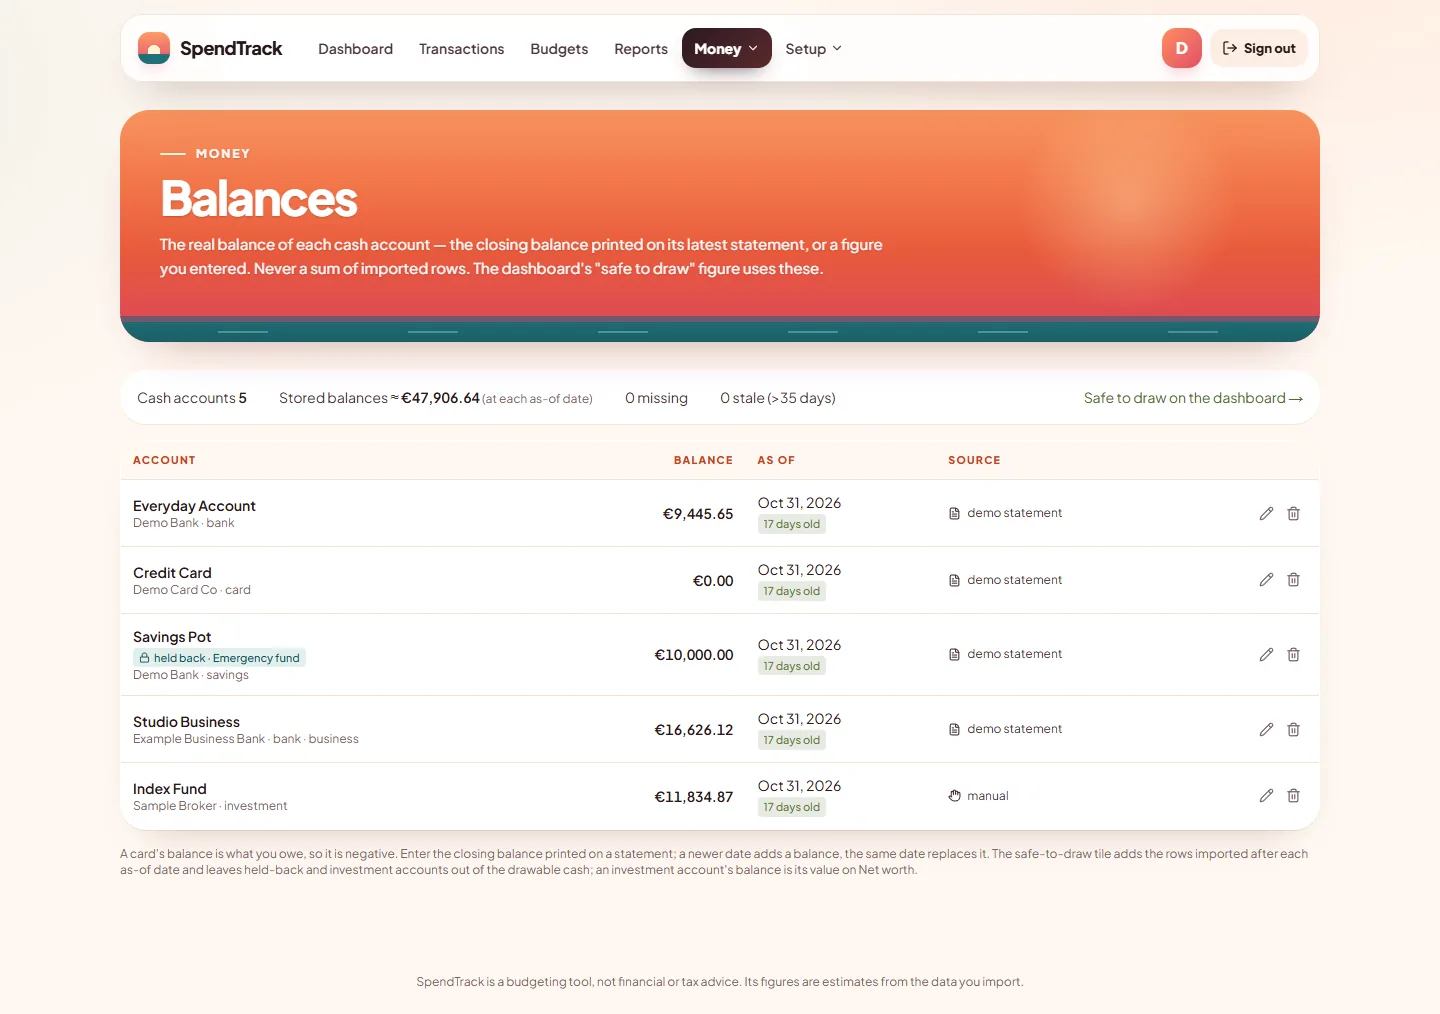 SpendTrack
Dashboard
Transactions
Budgets
Reports
Money
Setup
D
Sign out
MONEY
Balances
The real balance of each cash account — the closing balance printed on its latest statement, or a figure
you entered. Never a sum of imported rows. The dashboard's "safe to draw" figure uses these.
Cash accounts 5
Stored balances ≈ €47,906.64 (at each as-of date)
0 missing
0 stale (>35 days)
Safe to draw on the dashboard →
ACCOUNT
BALANCE
AS OF
SOURCE
Everyday Account
Demo Bank · bank
€9,445.65
Oct 31, 2026
17 days old
demo statement
Credit Card
Demo Card Co · card
€0.00
Oct 31, 2026
17 days old
demo statement
Savings Pot
held back · Emergency fund
Demo Bank · savings
€10,000.00
Oct 31, 2026
17 days old
demo statement
Studio Business
Example Business Bank · bank · business
€16,626.12
Oct 31, 2026
17 days old
demo statement
Index Fund
Sample Broker · investment
€11,834.87
Oct 31, 2026
17 days old
manual
A card's balance is what you owe, so it is negative. Enter the closing balance printed on a statement; a newer date adds a balance, the same date replaces it. The safe-to-draw tile adds the rows imported after each
as-of date and leaves held-back and investment accounts out of the drawable cash; an investment account's balance is its value on Net worth.
SpendTrack is a budgeting tool, not financial or tax advice. Its figures are estimates from the data you import.